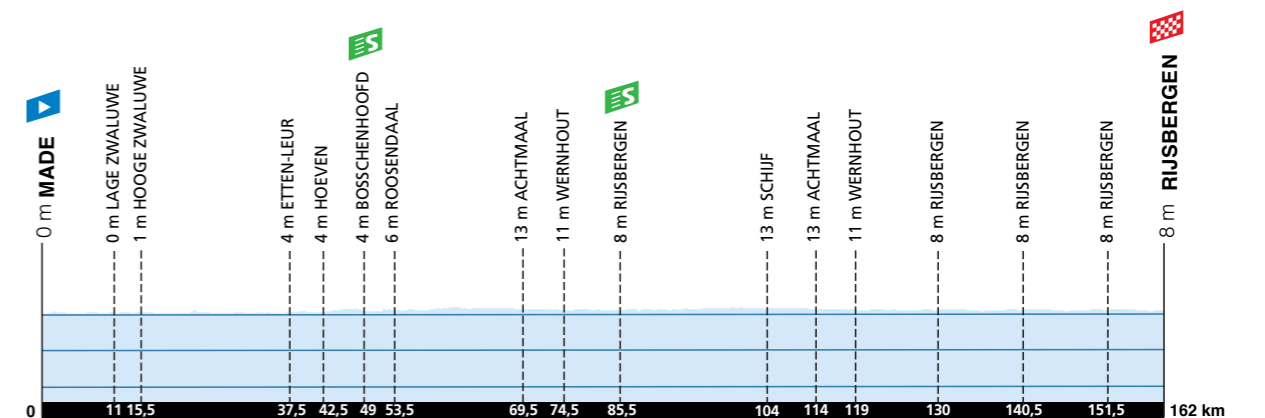 0 m MADE
0 m LAGE ZWALUWE
1 m HOOGE ZWALUWE
4 m ETTEN-LEUR
4 m HOEVEN
S
4 m BOSSCHENHOOFD
6 m ROOSENDAAL
13 m ACHTMAAL
11 m WERNHOUT
S
8 m RIJSBERGEN
13 m SCHIJF
13 m ACHTMAAL
11 m WERNHOUT
8 m RIJSBERGEN
8 m RIJSBERGEN
8 m RIJSBERGEN
8 m RIJSBERGEN
0 11 15,5 37,5 42,5 49 53,5 69,5 74,5 85,5 104 114 119 130 140,5 151,5 162 km